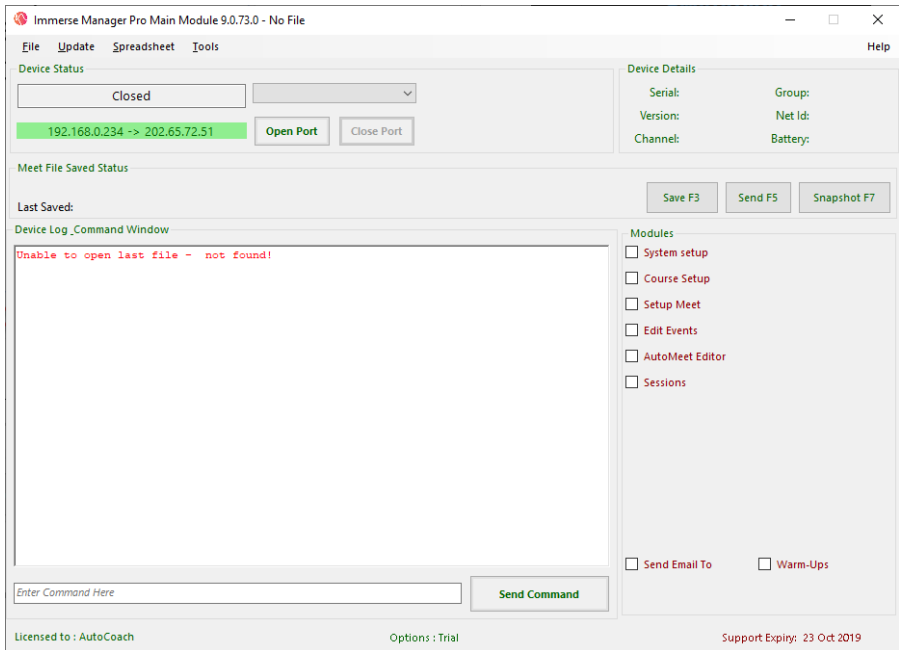 Immerse Manager Pro Main Module 9.0.73.0 - No File
File Update Spreadsheet Tools Help
Device Status
Closed
192.168.0.234 -> 202.65.72.51
Open Port
Close Port
Device Details
Serial: Group:
Version: Net Id:
Channel: Battery:
Meet File Saved Status
Last Saved:
Save F3
Send F5
Snapshot F7
Device Log _Command Window
Unable to open last file - not found!
Modules
System setup
Course Setup
Setup Meet
Edit Events
AutoMeet Editor
Sessions
Send Email To
Warm-Ups
Enter Command Here
Send Command
Licensed to : AutoCoach
Options : Trial
Support Expiry: 23 Oct 2019